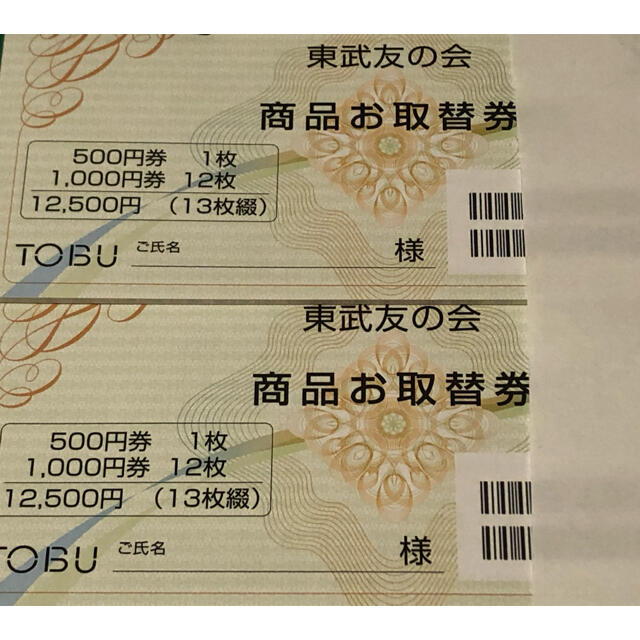 東武友の会
商品お取替券
500円券 1枚
1,000円券 12枚
12,500円 (13枚綴)
TOBU ご氏名 様
東武友の会
商品お取替券
500円券 1枚
1,000円券 12枚
12,500円 (13枚綴)
TOBU ご氏名 様